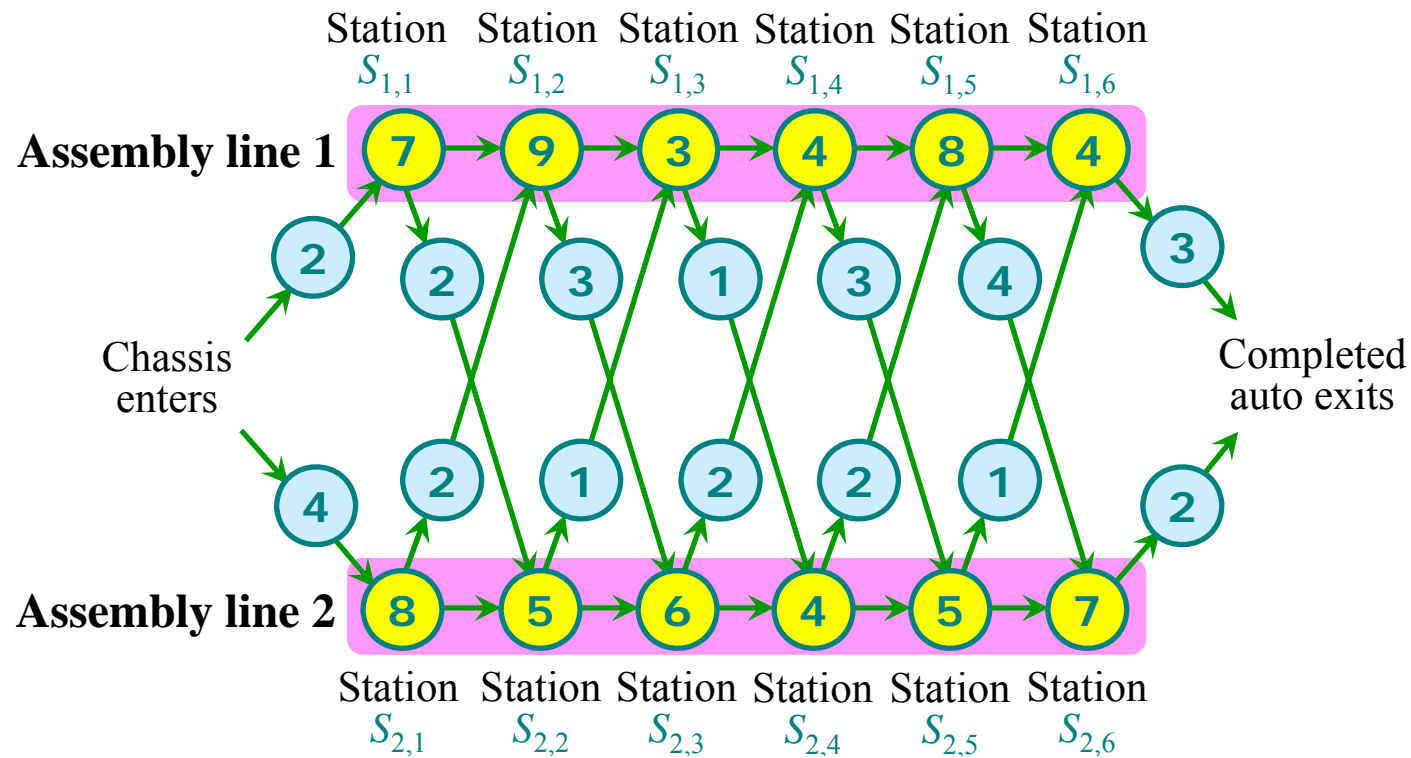 Station Station Station Station Station Station
S1,1 S1,2 S1,3 S1,4 S1,5 S1,6
Assembly line 1 7 9 3 4 8 4
2 3
2 3 1 3 4
Chassis
enters
Completed
auto exits
2 1 2 2 1
4 2
Assembly line 2 8 5 6 4 5 7
Station Station Station Station Station Station
S2,1 S2,2 S2,3 S2,4 S2,5 S2,6